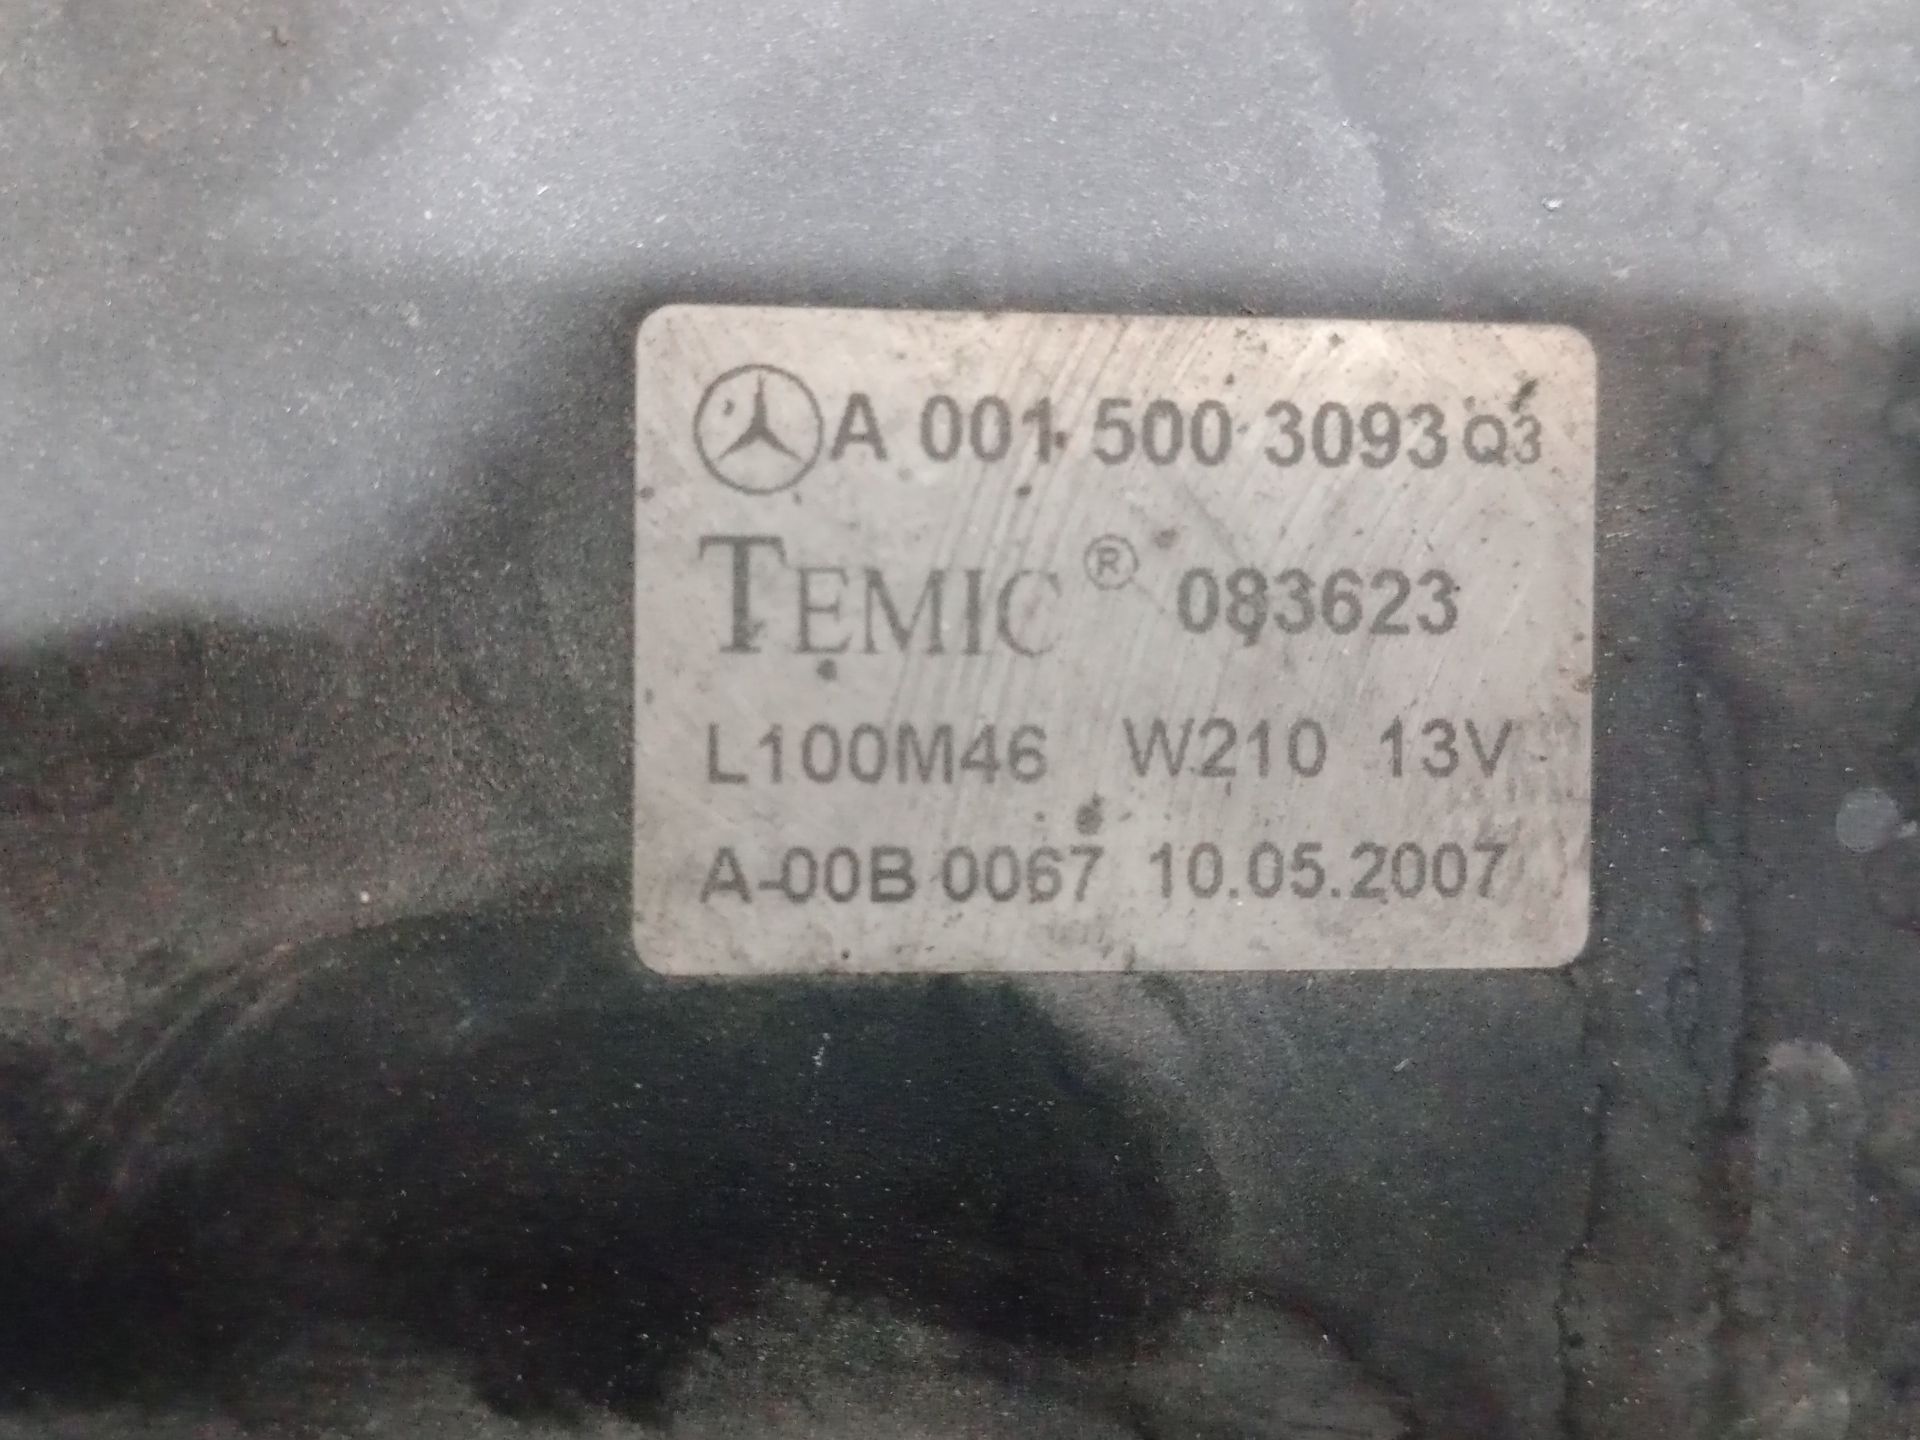 A 001 500 3093 Q3
TEMIC ® 083623
L100M46 W210 13V
A-00B 0067 10.05.2007